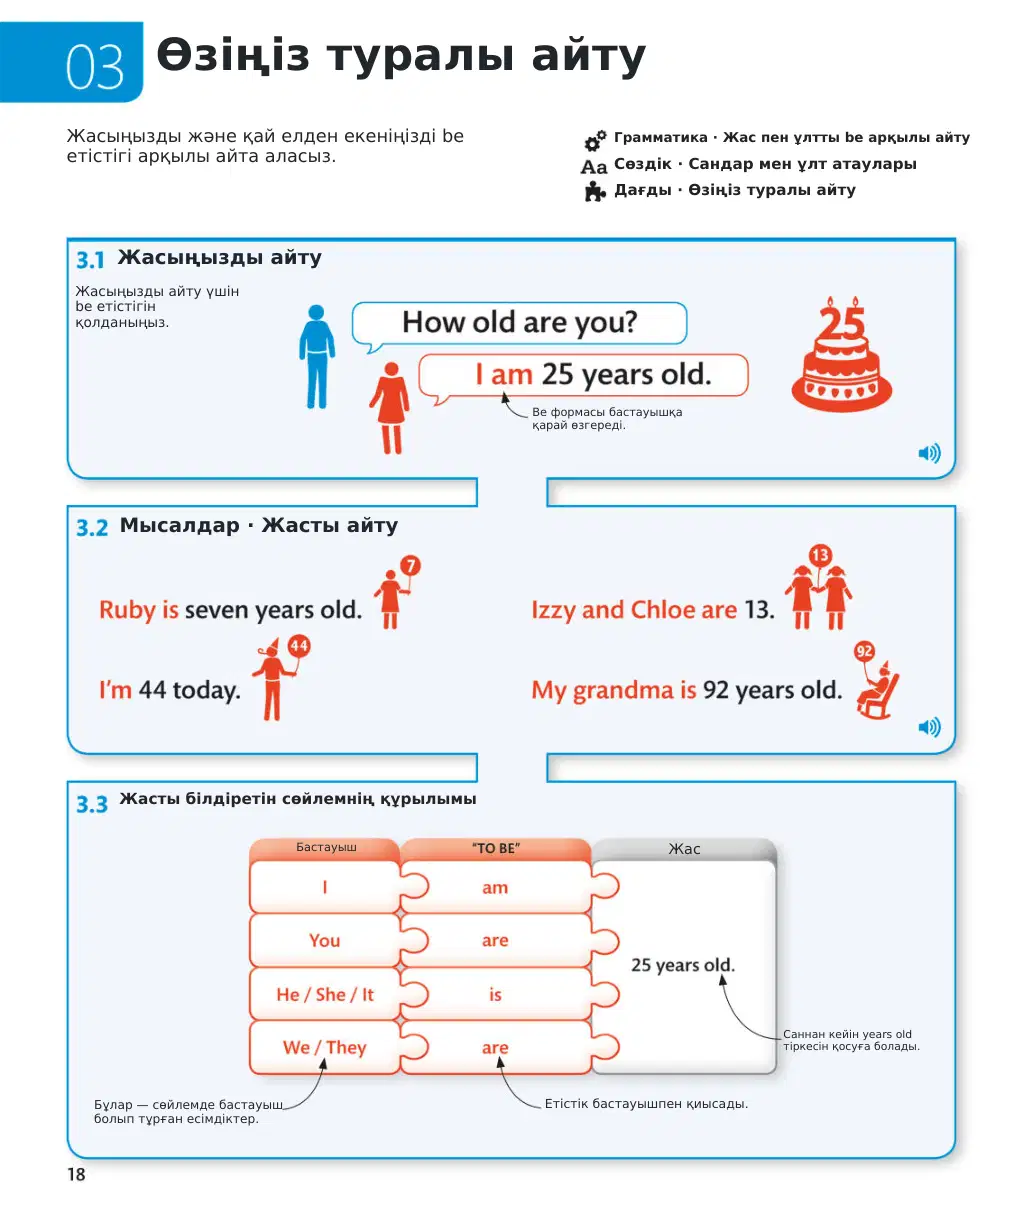 03
Өзіңіз туралы айту
Жасыңызды және қай елден екеніңізді be
етістігі арқылы айта аласыз.
Грамматика · Жас пен ұлтты be арқылы айту
Aa Сөздік · Сандар мен ұлт атаулары
Дағды · Өзіңіз туралы айту
3.1 Жасыңызды айту
Жасыңызды айту үшін
be етістігін
қолданыңыз.
How old are you?
I am 25 years old.
25
Be формасы бастауышқа
қарай өзгереді.
3.2 Мысалдар · Жасты айту
7
Ruby is seven years old.
13
Izzy and Chloe are 13.
44
I'm 44 today.
92
My grandma is 92 years old.
3.3 Жасты білдіретін сөйлемнің құрылымы
Бастауыш "TO BE" Жас
I am
You are
He / She / It is
We / They are
25 years old.
Саннан кейін years old
тіркесін қосуға болады.
Бұлар — сөйлемде бастауыш
болып тұрған есімдіктер.
Етістік бастауышпен қиысады.
18